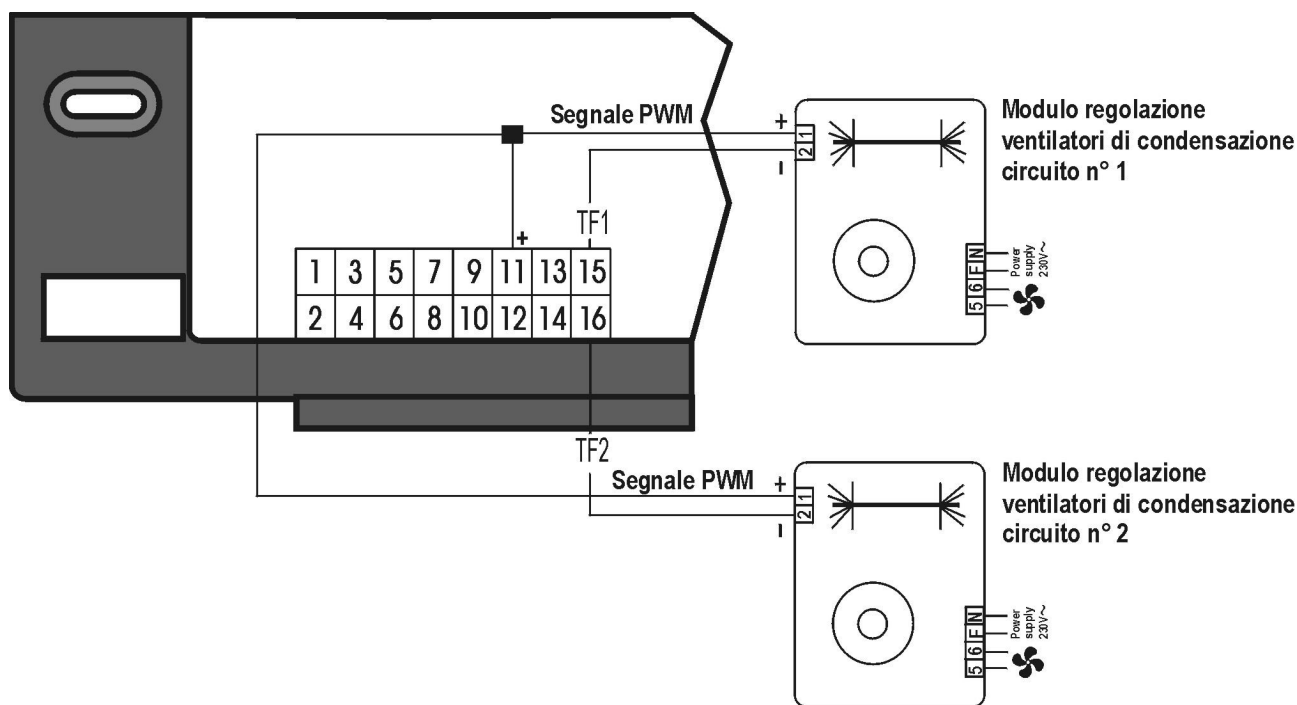 Segnale PWM
+
1
2
-
Modulo regolazione
ventilatori di condensazione
circuito n° 1
TF1
+
1 3 5 7 9 11 13 15
2 4 6 8 10 12 14 16
N
F
6
5
Power
supply
230V~
TF2
Segnale PWM
+
1
2
-
Modulo regolazione
ventilatori di condensazione
circuito n° 2
N
F
6
5
Power
supply
230V~